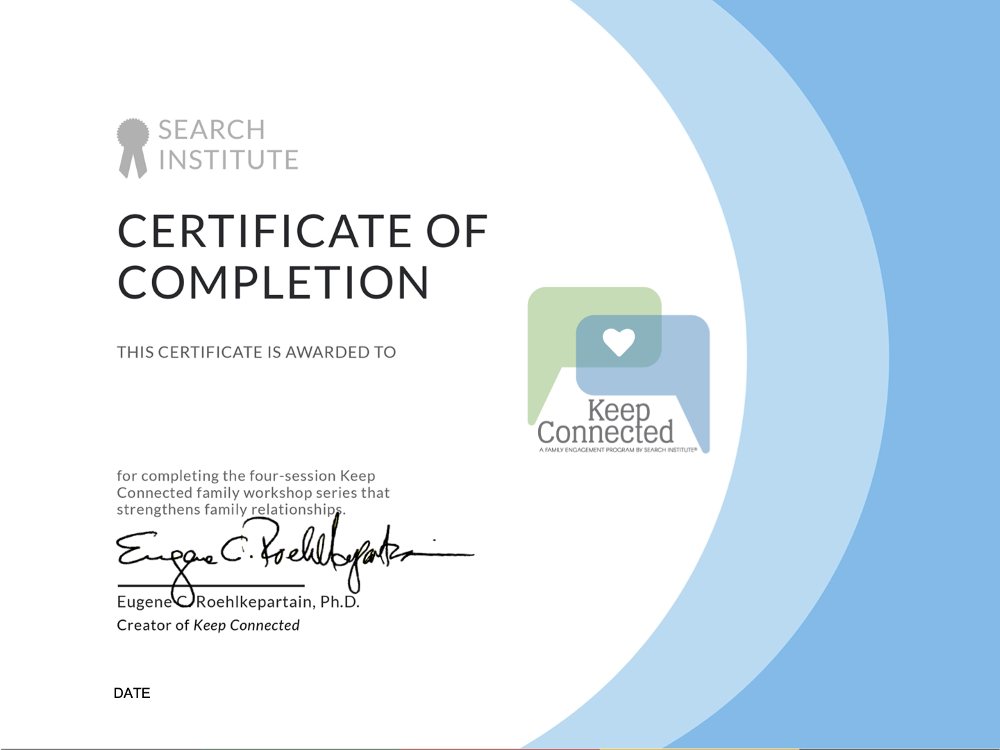 SEARCH
INSTITUTE
CERTIFICATE OF
COMPLETION
THIS CERTIFICATE IS AWARDED TO
Keep
Connected
A FAMILY ENGAGEMENT PROGRAM BY SEARCH INSTITUTE®
for completing the four-session Keep
Connected family workshop series that
strengthens family relationships.
Eugene C. Roehlkepartain
Eugene C. Roehlkepartain, Ph.D.
Creator of Keep Connected
DATE